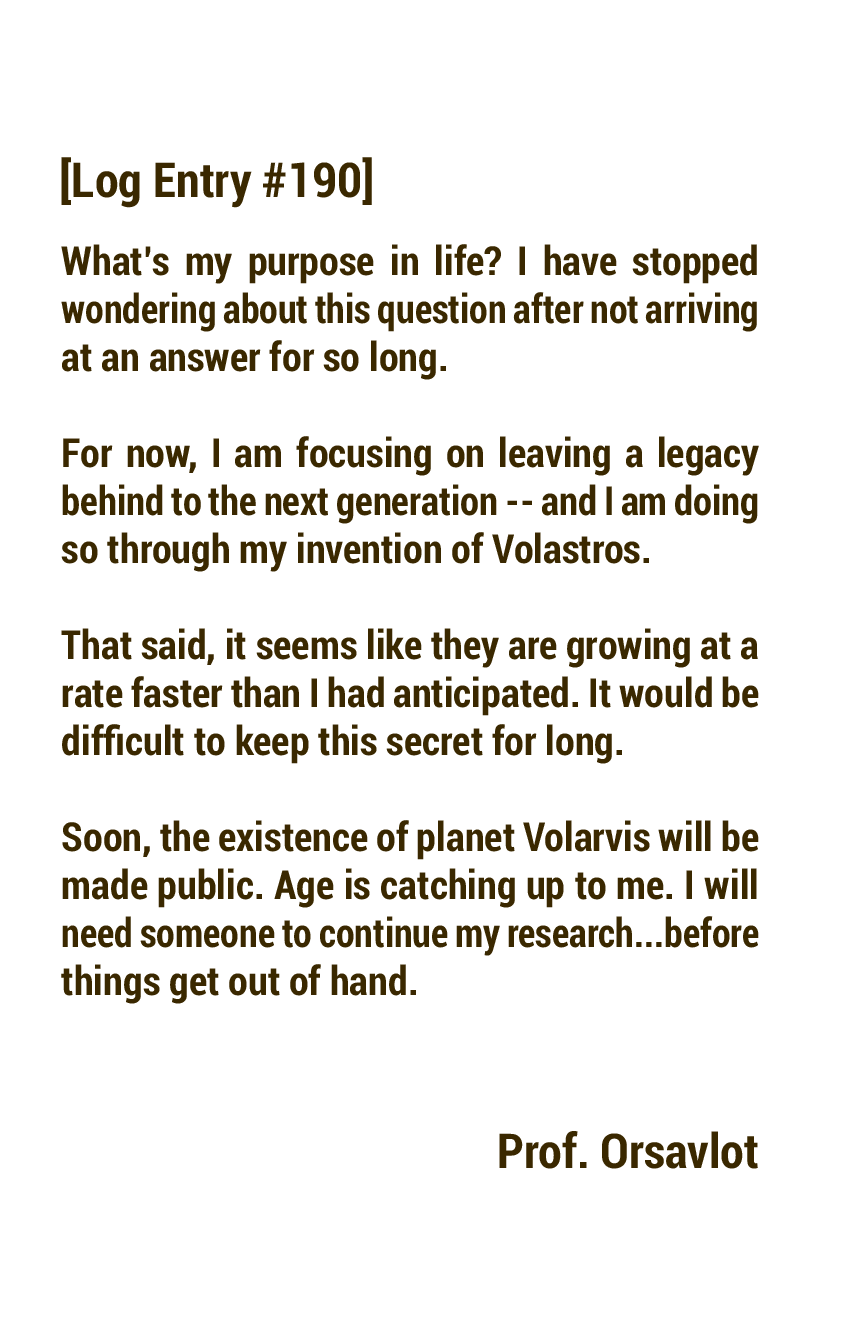 [Log Entry #190]
What's my purpose in life? I have stopped
wondering about this question after not arriving
at an answer for so long.
For now, I am focusing on leaving a legacy
behind to the next generation -- and I am doing
so through my invention of Volastros.
That said, it seems like they are growing at a
rate faster than I had anticipated. It would be
difficult to keep this secret for long.
Soon, the existence of planet Volarvis will be
made public. Age is catching up to me. I will
need someone to continue my research...before
things get out of hand.
Prof. Orsavlot